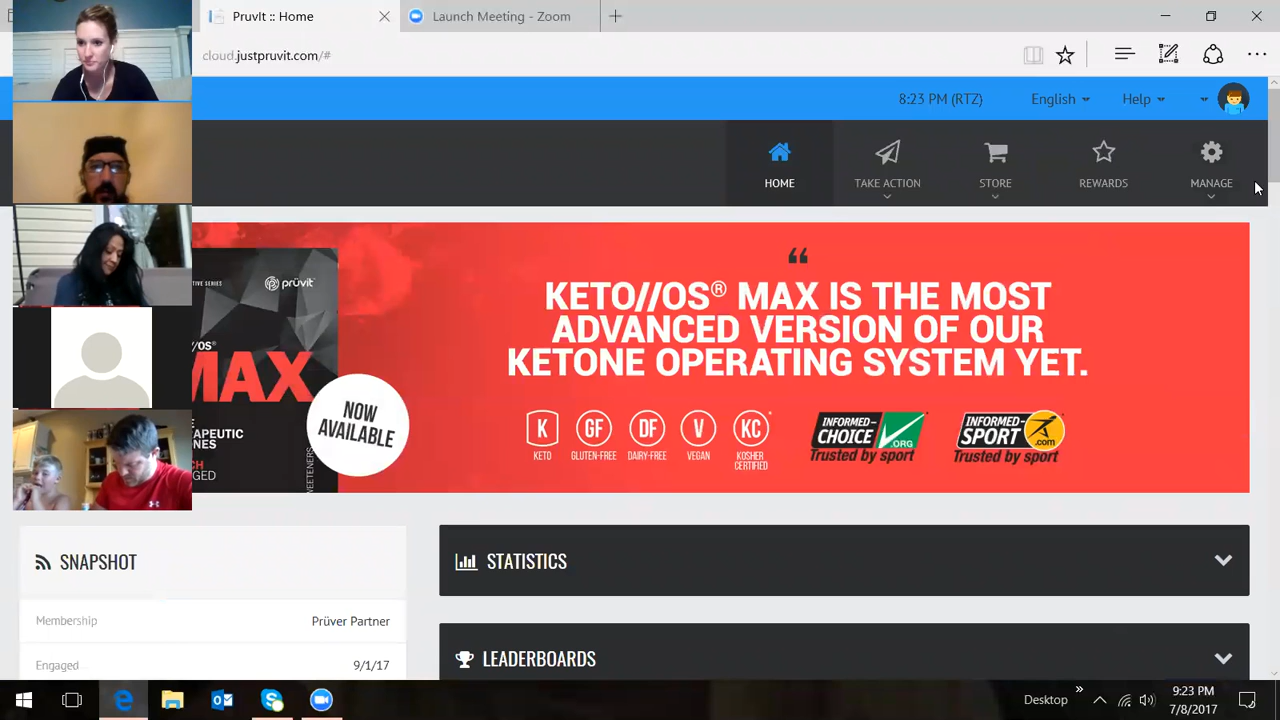 Pruvit :: Home
Launch Meeting - Zoom
cloud.justpruvit.com/#
8:23 PM (RTZ)
English
Help
HOME
TAKE ACTION
STORE
REWARDS
MANAGE
prüvit
MAX
NOW
AVAILABLE
“
KETO//OS® MAX IS THE MOST
ADVANCED VERSION OF OUR
KETONE OPERATING SYSTEM YET.
K
GF
DF
V
KC
KETO
GLUTEN-FREE
DAIRY-FREE
VEGAN
KOSHER
CERTIFIED
INFORMED-
CHOICE.ORG
Trusted by sport
INFORMED-
SPORT.com
Trusted by sport
SNAPSHOT
Membership
Prüver Partner
Engaged
9/1/17
STATISTICS
LEADERBOARDS
Desktop
9:23 PM
7/8/2017